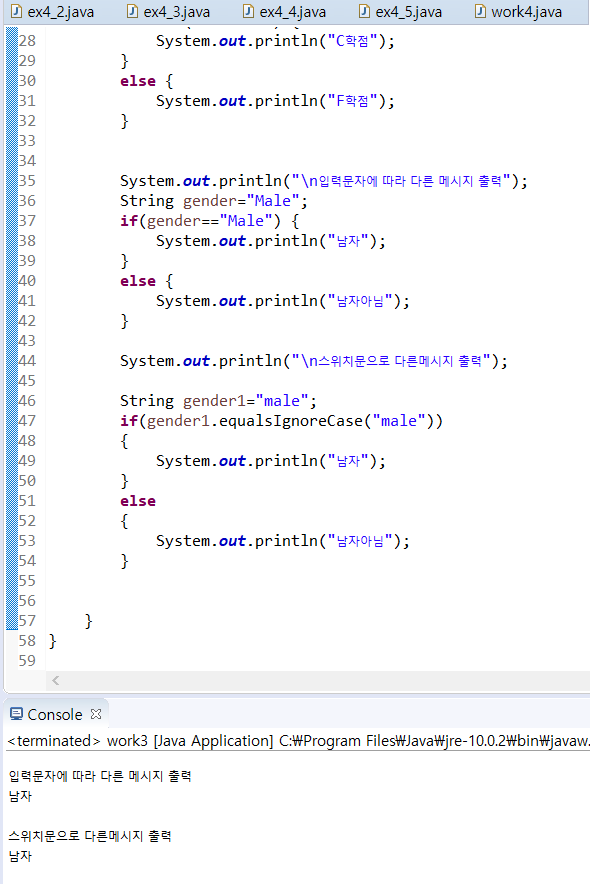 ex4_2.java ex4_3.java ex4_4.java ex4_5.java work4.java
28 System.out.println("C학점");
29 }
30 else {
31 System.out.println("F학점");
32 }
33
34
35 System.out.println("\n입력문자에 따라 다른 메시지 출력");
36 String gender="Male";
37 if(gender=="Male") {
38 System.out.println("남자");
39 }
40 else {
41 System.out.println("남자아님");
42 }
43
44 System.out.println("\n스위치문으로 다른메시지 출력");
45
46 String gender1="male";
47 if(gender1.equalsIgnoreCase("male"))
48 {
49 System.out.println("남자");
50 }
51 else
52 {
53 System.out.println("남자아님");
54 }
55
56
57 }
58 }
59
Console
<terminated> work3 [Java Application] C:₩Program Files₩Java₩jre-10.0.2₩bin₩javaw.
입력문자에 따라 다른 메시지 출력
남자
스위치문으로 다른메시지 출력
남자